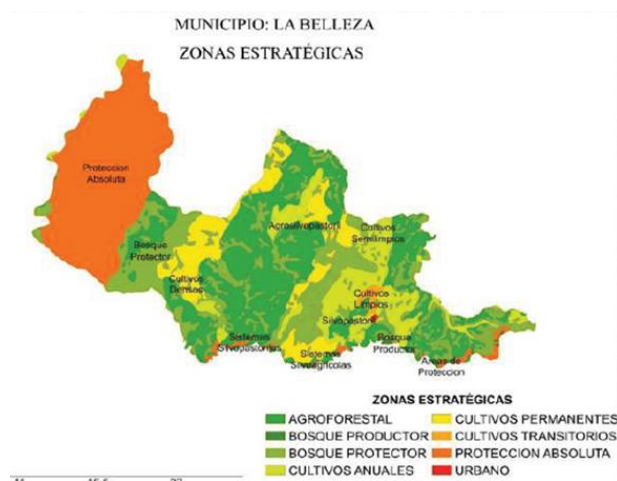 MUNICIPIO: LA BELLEZA
ZONAS ESTRATÉGICAS
Proteccion
Absoluta
Agrosilvopastoril
Cultivos
Semilimpios
Bosque
Protector
Cultivos
Densos
Cultivos
Limpios
Silvopastoril
Sistemas
Silvopastoriles
Sistemas
Silvoagrícolas
Bosque
Productor
Areas de
Proteccion
ZONAS ESTRATÉGICAS
AGROFORESTAL
BOSQUE PRODUCTOR
BOSQUE PROTECTOR
CULTIVOS ANUALES
CULTIVOS PERMANENTES
CULTIVOS TRANSITORIOS
PROTECCION ABSOLUTA
URBANO